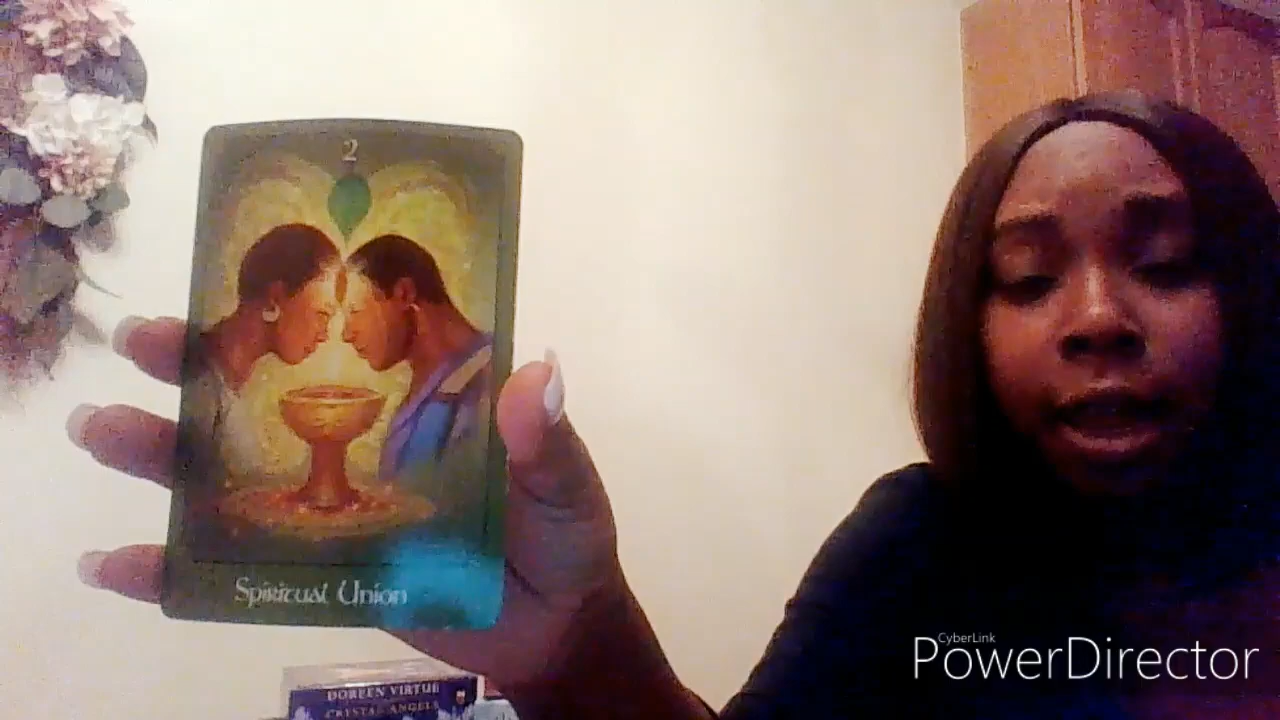 2
Spiritual Union
DOREEN VIRTUE
CRYSTAL ANGELS
CyberLink
PowerDirector